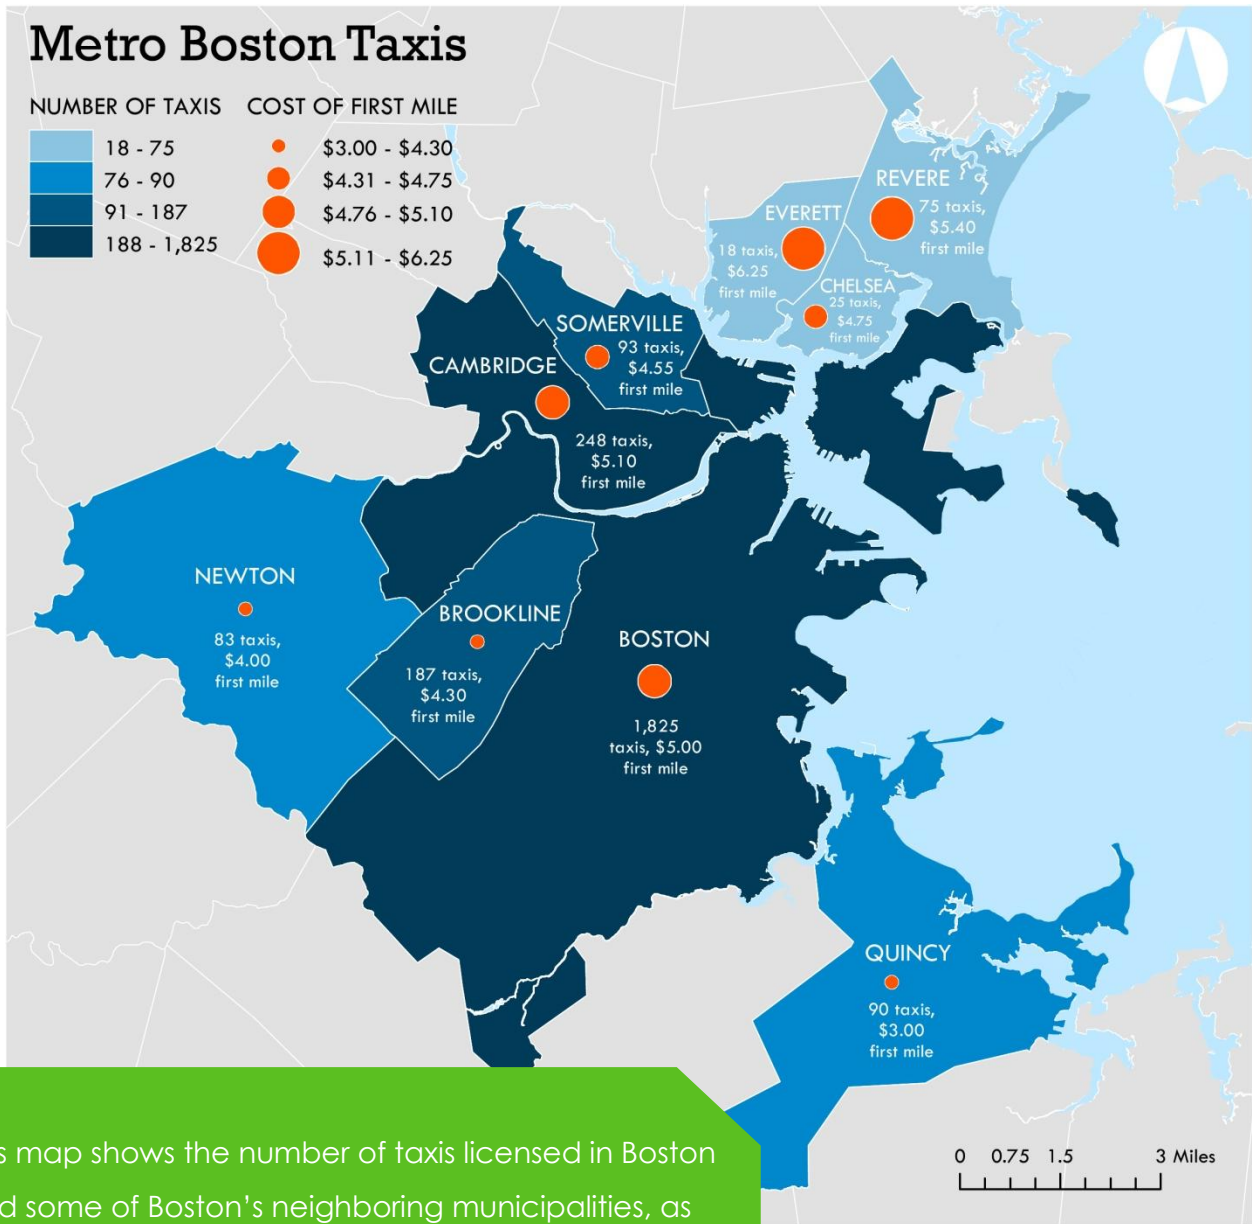 Metro Boston Taxis
NUMBER OF TAXIS
18 - 75
76 - 90
91 - 187
188 - 1,825
COST OF FIRST MILE
$3.00 - $4.30
$4.31 - $4.75
$4.76 - $5.10
$5.11 - $6.25
REVERE
75 taxis,
$5.40
first mile
EVERETT
18 taxis,
$6.25
first mile
CHELSEA
25 taxis,
$4.75
first mile
SOMERVILLE
93 taxis,
$4.55
first mile
CAMBRIDGE
248 taxis,
$5.10
first mile
NEWTON
83 taxis,
$4.00
first mile
BROOKLINE
187 taxis,
$4.30
first mile
BOSTON
1,825
taxis, $5.00
first mile
QUINCY
90 taxis,
$3.00
first mile
0 0.75 1.5 3 Miles
map shows the number of taxis licensed in Boston
some of Boston's neighboring municipalities, as